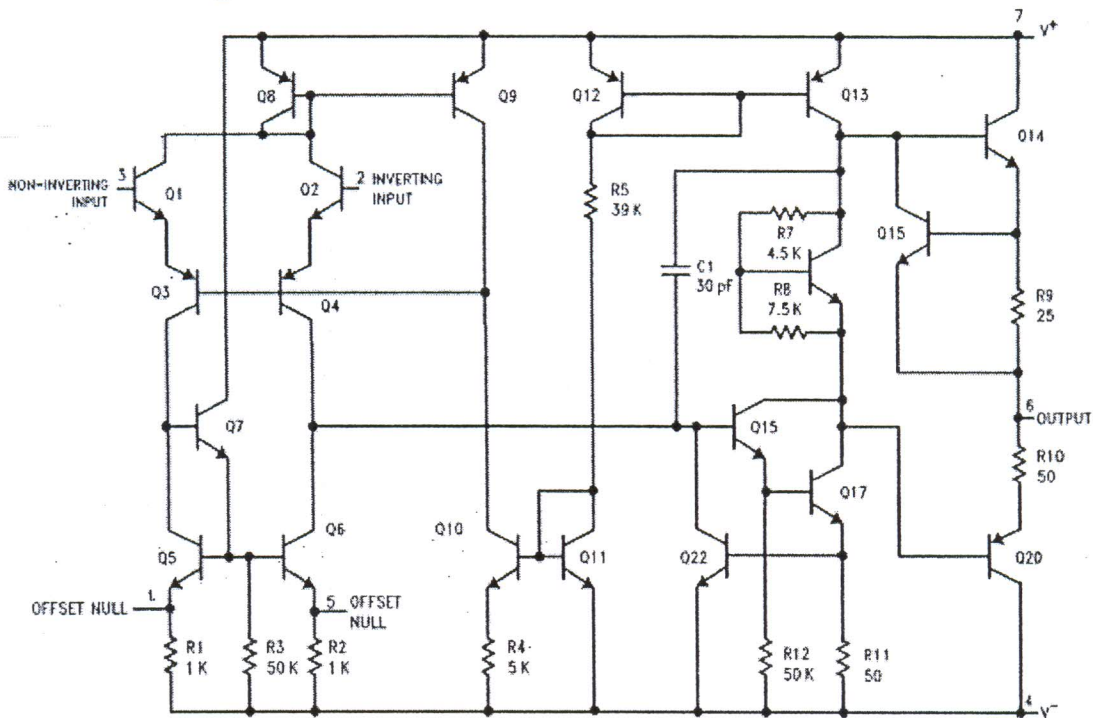 7
V+
Q8
Q9
Q12
Q13
Q14
3
NON-INVERTING
INPUT
Q1
Q2
2 INVERTING
INPUT
R5
39 K
R7
4.5 K
Q15
C1
30 pF
R8
7.5 K
R9
25
Q3
Q4
6
OUTPUT
Q7
Q15
R10
50
Q17
Q5
Q6
Q10
Q11
Q22
Q20
1.
OFFSET NULL
5 OFFSET
NULL
R1
1 K
R3
50 K
R2
1 K
R4
5 K
R12
50 K
R11
50
4
V-